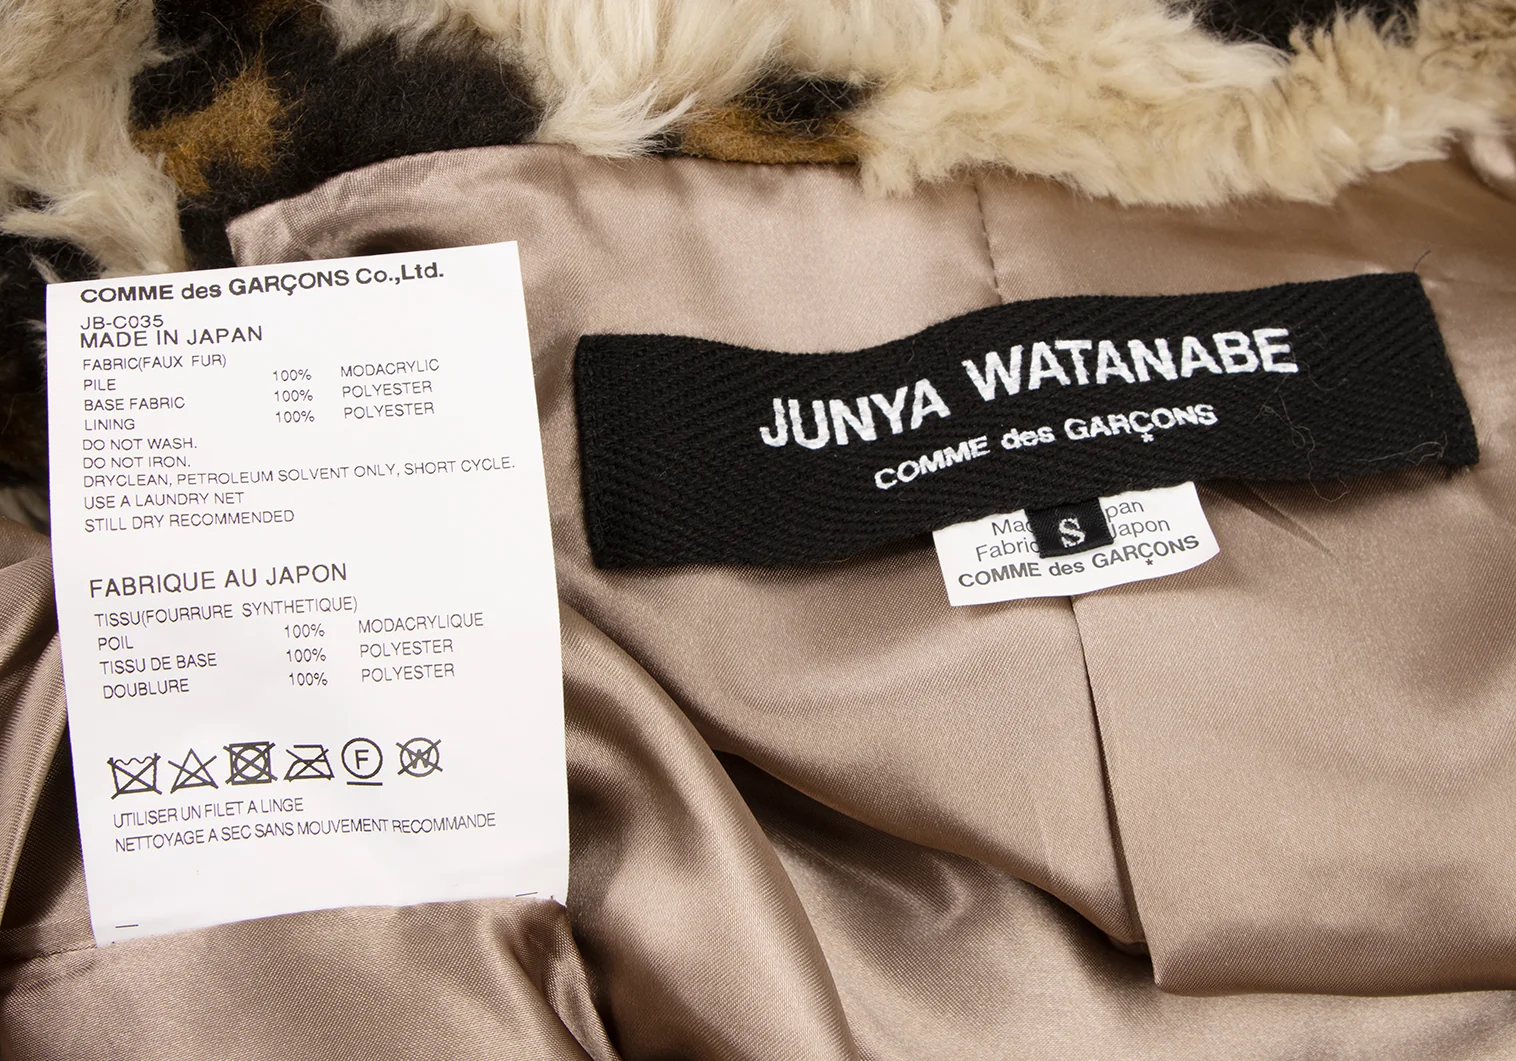 COMME des GARÇONS Co.,Ltd.
JB-C035
MADE IN JAPAN
FABRIC(FAUX FUR)
PILE 100% MODACRYLIC
BASE FABRIC 100% POLYESTER
LINING 100% POLYESTER
DO NOT WASH.
DO NOT IRON.
DRYCLEAN, PETROLEUM SOLVENT ONLY, SHORT CYCLE.
USE A LAUNDRY NET
STILL DRY RECOMMENDED
FABRIQUE AU JAPON
TISSU(FOURRURE SYNTHETIQUE)
POIL 100% MODACRYLIQUE
TISSU DE BASE 100% POLYESTER
DOUBLURE 100% POLYESTER
F W
UTILISER UN FILET A LINGE
NETTOYAGE A SEC SANS MOUVEMENT RECOMMANDE
JUNYA WATANABE
COMME des GARÇONS
S
Japon
COMME des GARÇONS